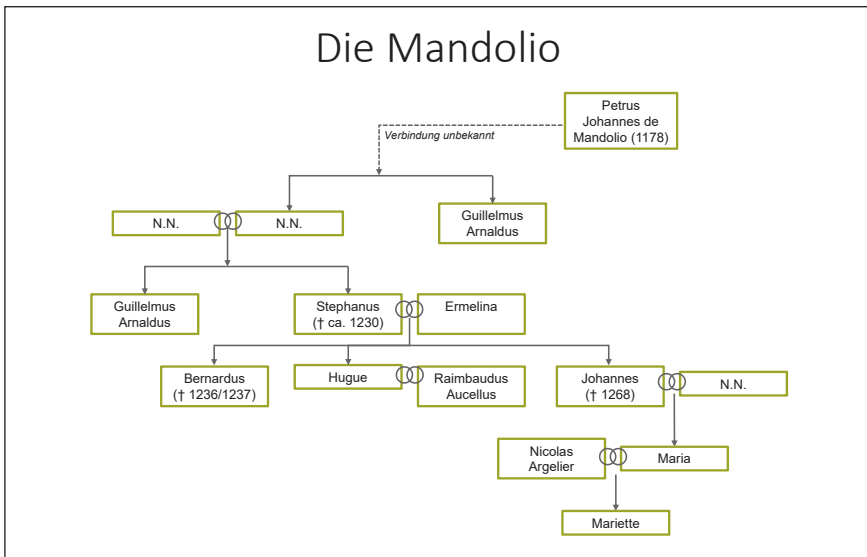 Die Mandolio
Petrus
Johannes de
Mandolio (1178)
Verbindung unbekannt
N.N.
N.N.
Guillelmus
Arnaldus
Guillelmus
Arnaldus
Stephanus
(† ca. 1230)
Ermelina
Bernardus
(† 1236/1237)
Hugue
Raimbaudus
Aucellus
Johannes
(† 1268)
N.N.
Nicolas
Argelier
Maria
Mariette